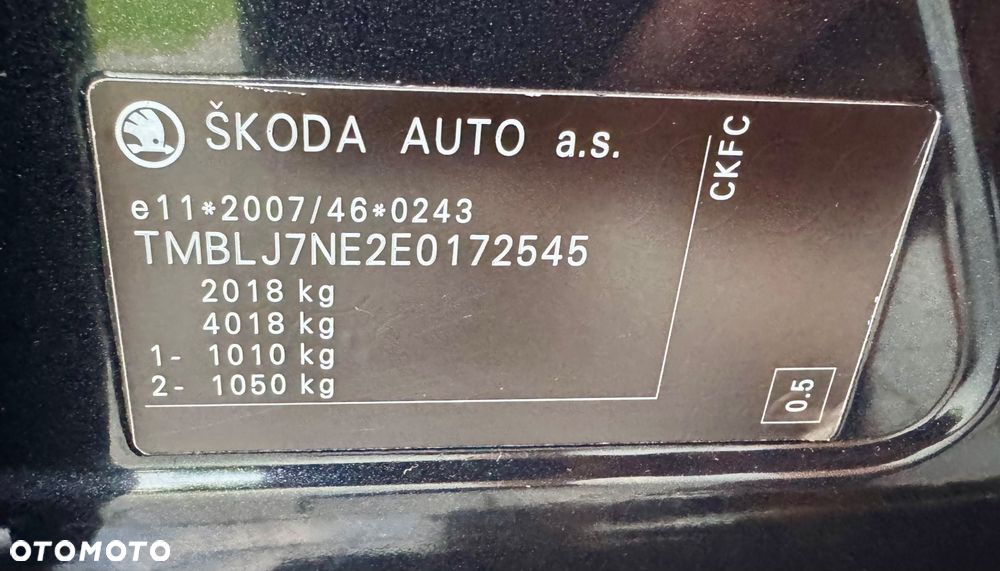 ŠKODA AUTO a.s.
e11*2007/46*0243
TMBLJ7NE2E0172545
2018 kg
4018 kg
1- 1010 kg
2- 1050 kg
CKFC
0.5
OTOMOTO